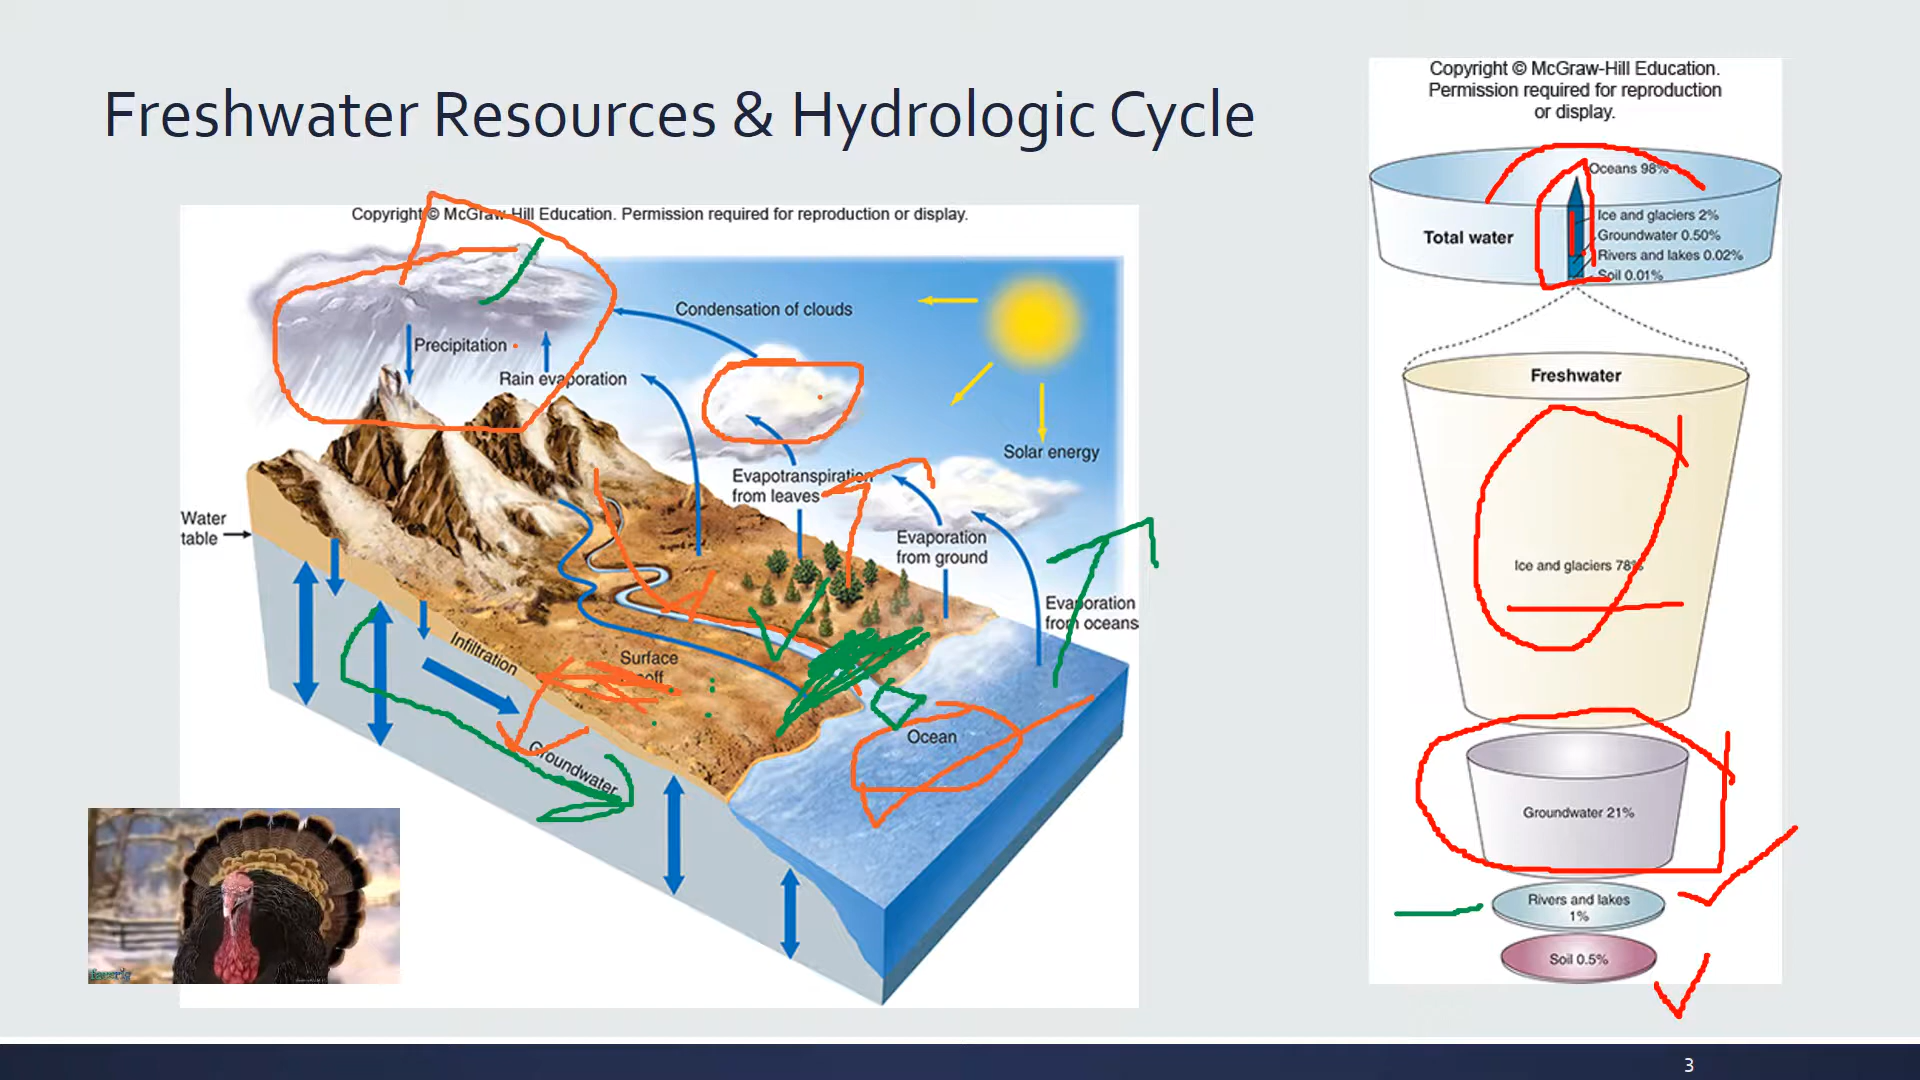 Freshwater Resources & Hydrologic Cycle
Copyright © McGraw-Hill Education. Permission required for reproduction or display.
Condensation of clouds
Precipitation
Rain evaporation
Solar energy
Evapotranspiration
from leaves
Water
table
Evaporation
from ground
Evaporation
from oceans
Infiltration
Surface
Ocean
Groundwater
Copyright © McGraw-Hill Education.
Permission required for reproduction
or display.
Oceans 98%
Ice and glaciers 2%
Total water
Groundwater 0.50%
Rivers and lakes 0.02%
Soil 0.01%
Freshwater
Ice and glaciers 78%
Groundwater 21%
Rivers and lakes
1%
Soil 0.5%
3